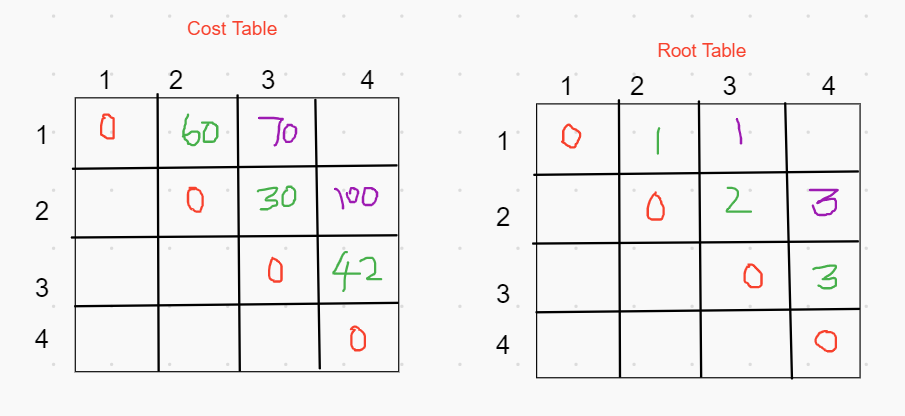 Cost Table
Root Table
1 2 3 4
1 0 60 70
2 0 30 100
3 0 42
4 0
1 2 3 4
1 0 1 1
2 0 2 3
3 0 3
4 0